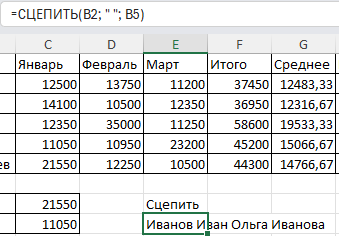 =СЦЕПИТЬ(B2; " "; B5)
C D E F G
Январь Февраль Март Итого Среднее
12500 13750 11200 37450 12483,33
14100 10500 12350 36950 12316,67
12350 35000 11250 58600 19533,33
11050 10950 23200 45200 15066,67
ев 21550 12250 10500 44300 14766,67
21550 Сцепить
11050 Иванов Иван Ольга Иванова